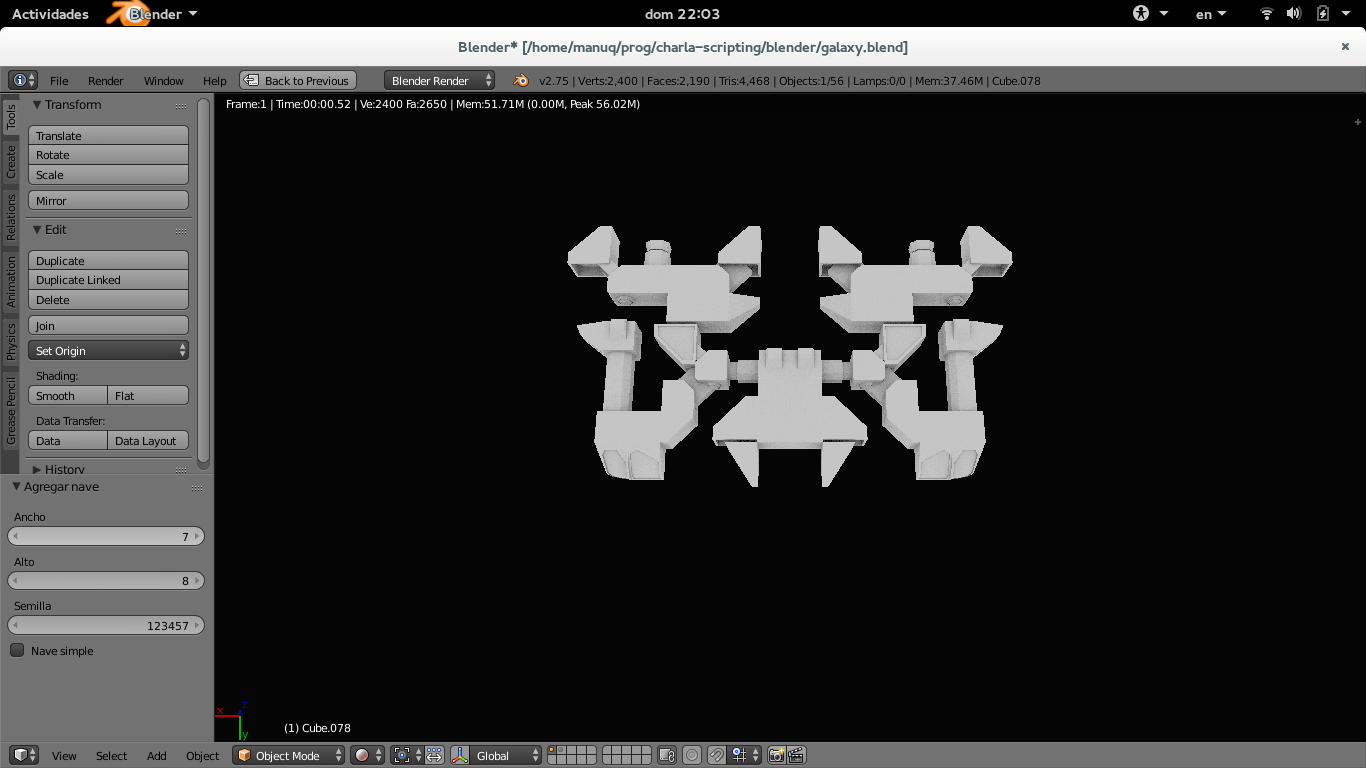 Actividades Blender dom 22:03 en
Blender* [/home/manuq/prog/charla-scripting/blender/galaxy.blend] ×
File Render Window Help Back to Previous Blender Render v2.75 | Verts:2,400 | Faces:2,190 | Tris:4,468 | Objects:1/56 | Lamps:0/0 | Mem:37.46M | Cube.078
Frame:1 | Time:00:00.52 | Ve:2400 Fa:2650 | Mem:51.71M (0.00M, Peak 56.02M)
Tools
Create
Relations
Animation
Physics
Grease Pencil
Transform
Translate
Rotate
Scale
Mirror
Edit
Duplicate
Duplicate Linked
Delete
Join
Set Origin
Shading:
Smooth Flat
Data Transfer:
Data Data Layout
History
Agregar nave
Ancho
7
Alto
8
Semilla
123457
Nave simple
x z y
(1) Cube.078
View Select Add Object Object Mode Global